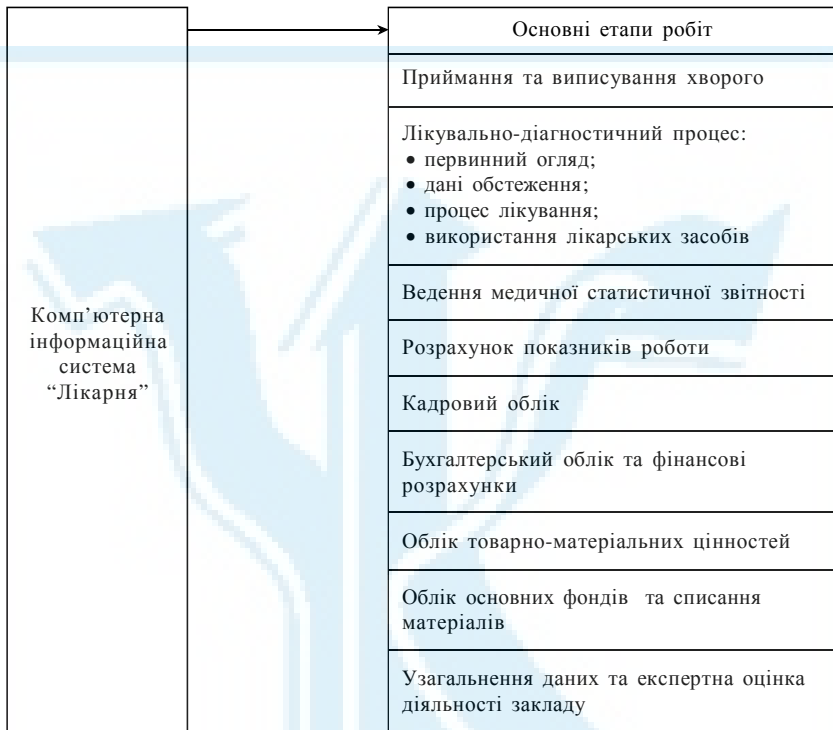 Комп’ютерна
інформаційна
система
“Лікарня”
Основні етапи робіт
Приймання та виписування хворого
Лікувально-діагностичний процес:
• первинний огляд;
• дані обстеження;
• процес лікування;
• використання лікарських засобів
Ведення медичної статистичної звітності
Розрахунок показників роботи
Кадровий облік
Бухгалтерський облік та фінансові
розрахунки
Облік товарно-матеріальних цінностей
Облік основних фондів та списання
матеріалів
Узагальнення даних та експертна оцінка
діяльності закладу